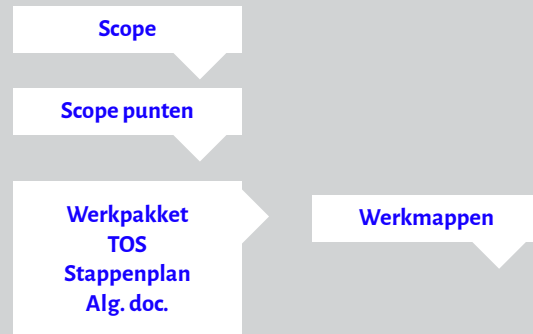 Scope
Scope punten
Werkpakket
TOS
Stappenplan
Alg. doc.
Werkmappen